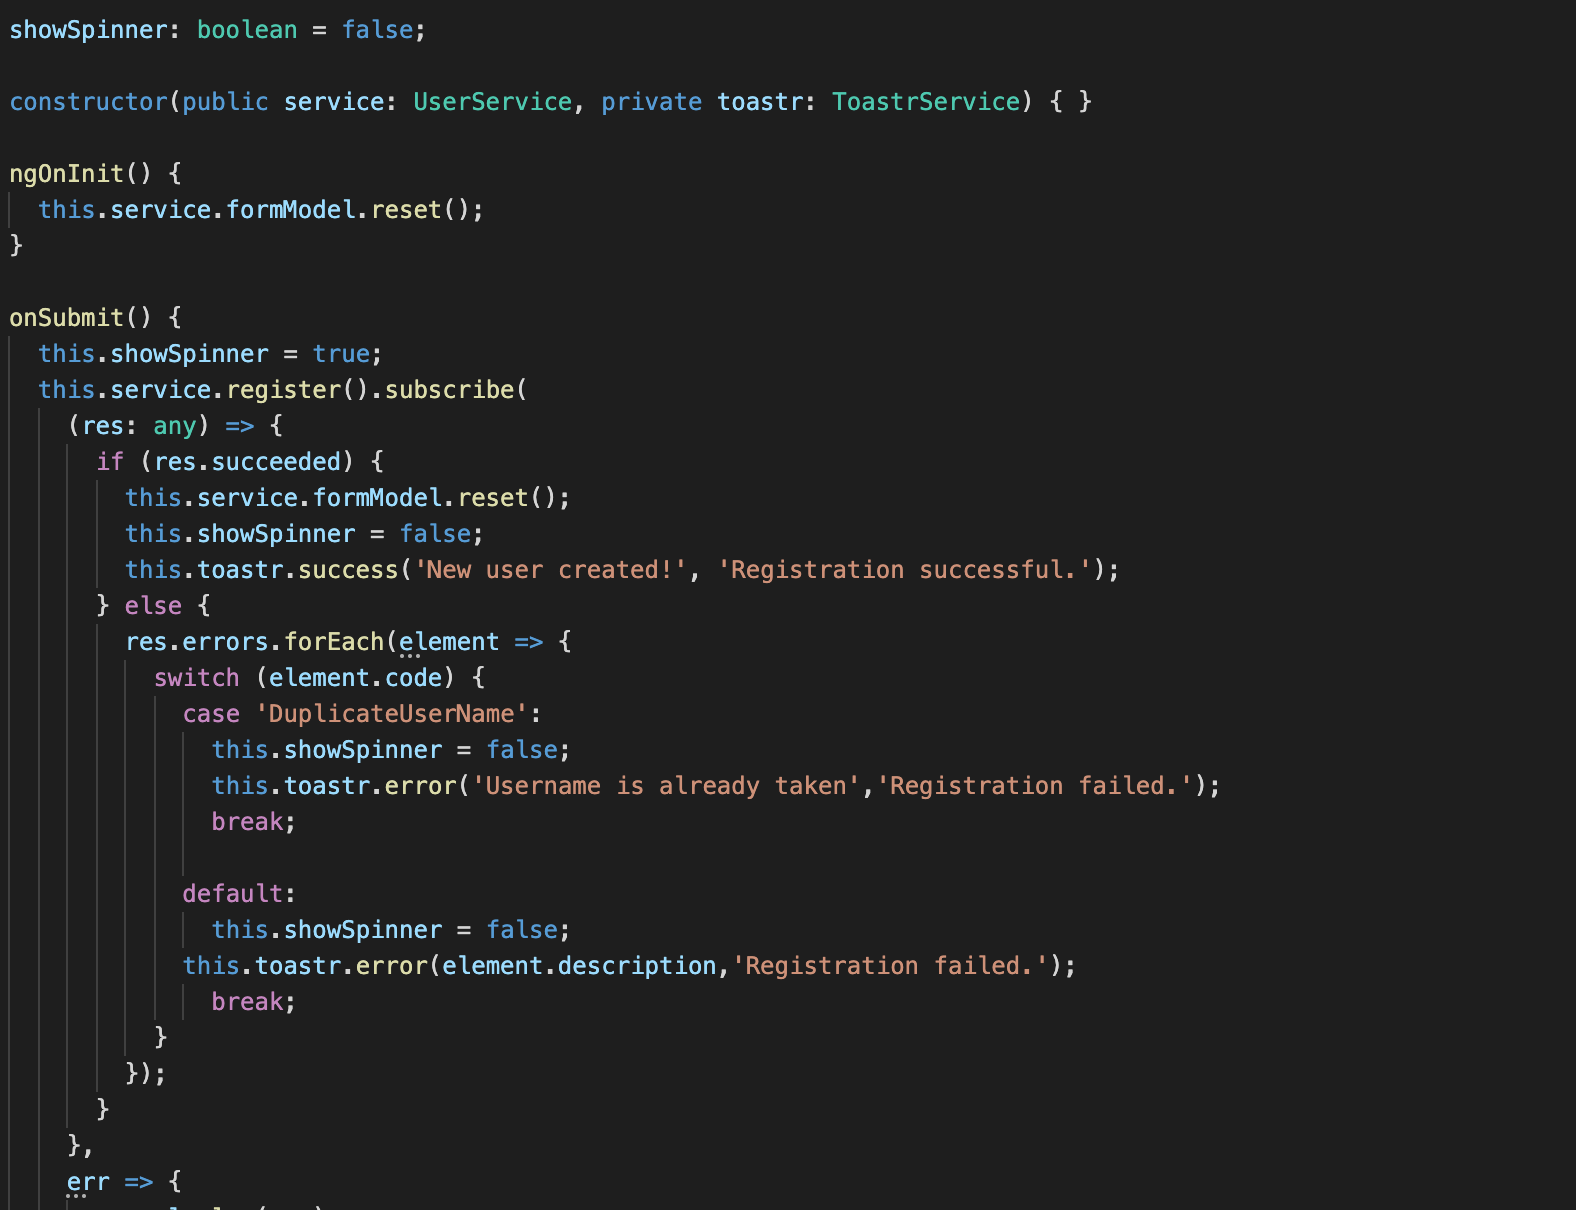 showSpinner: boolean = false;
constructor(public service: UserService, private toastr: ToastrService) { }
ngOnInit() {
this.service.formModel.reset();
}
onSubmit() {
this.showSpinner = true;
this.service.register().subscribe(
(res: any) => {
if (res.succeeded) {
this.service.formModel.reset();
this.showSpinner = false;
this.toastr.success('New user created!', 'Registration successful.');
} else {
res.errors.forEach(element => {
switch (element.code) {
case 'DuplicateUserName':
this.showSpinner = false;
this.toastr.error('Username is already taken','Registration failed.');
break;
default:
this.showSpinner = false;
this.toastr.error(element.description,'Registration failed.');
break;
}
});
}
},
err => {